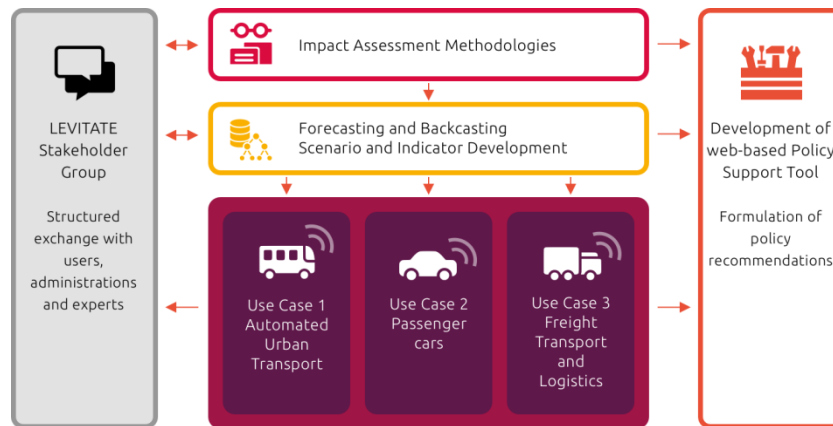 LEVITATE
Stakeholder
Group
Structured
exchange with
users,
administrations
and experts
Impact Assessment Methodologies
Forecasting and Backcasting
Scenario and Indicator Development
Use Case 1
Automated
Urban
Transport
Use Case 2
Passenger
cars
Use Case 3
Freight
Transport
and
Logistics
Development of
web-based Policy
Support Tool
Formulation of
policy
recommendations